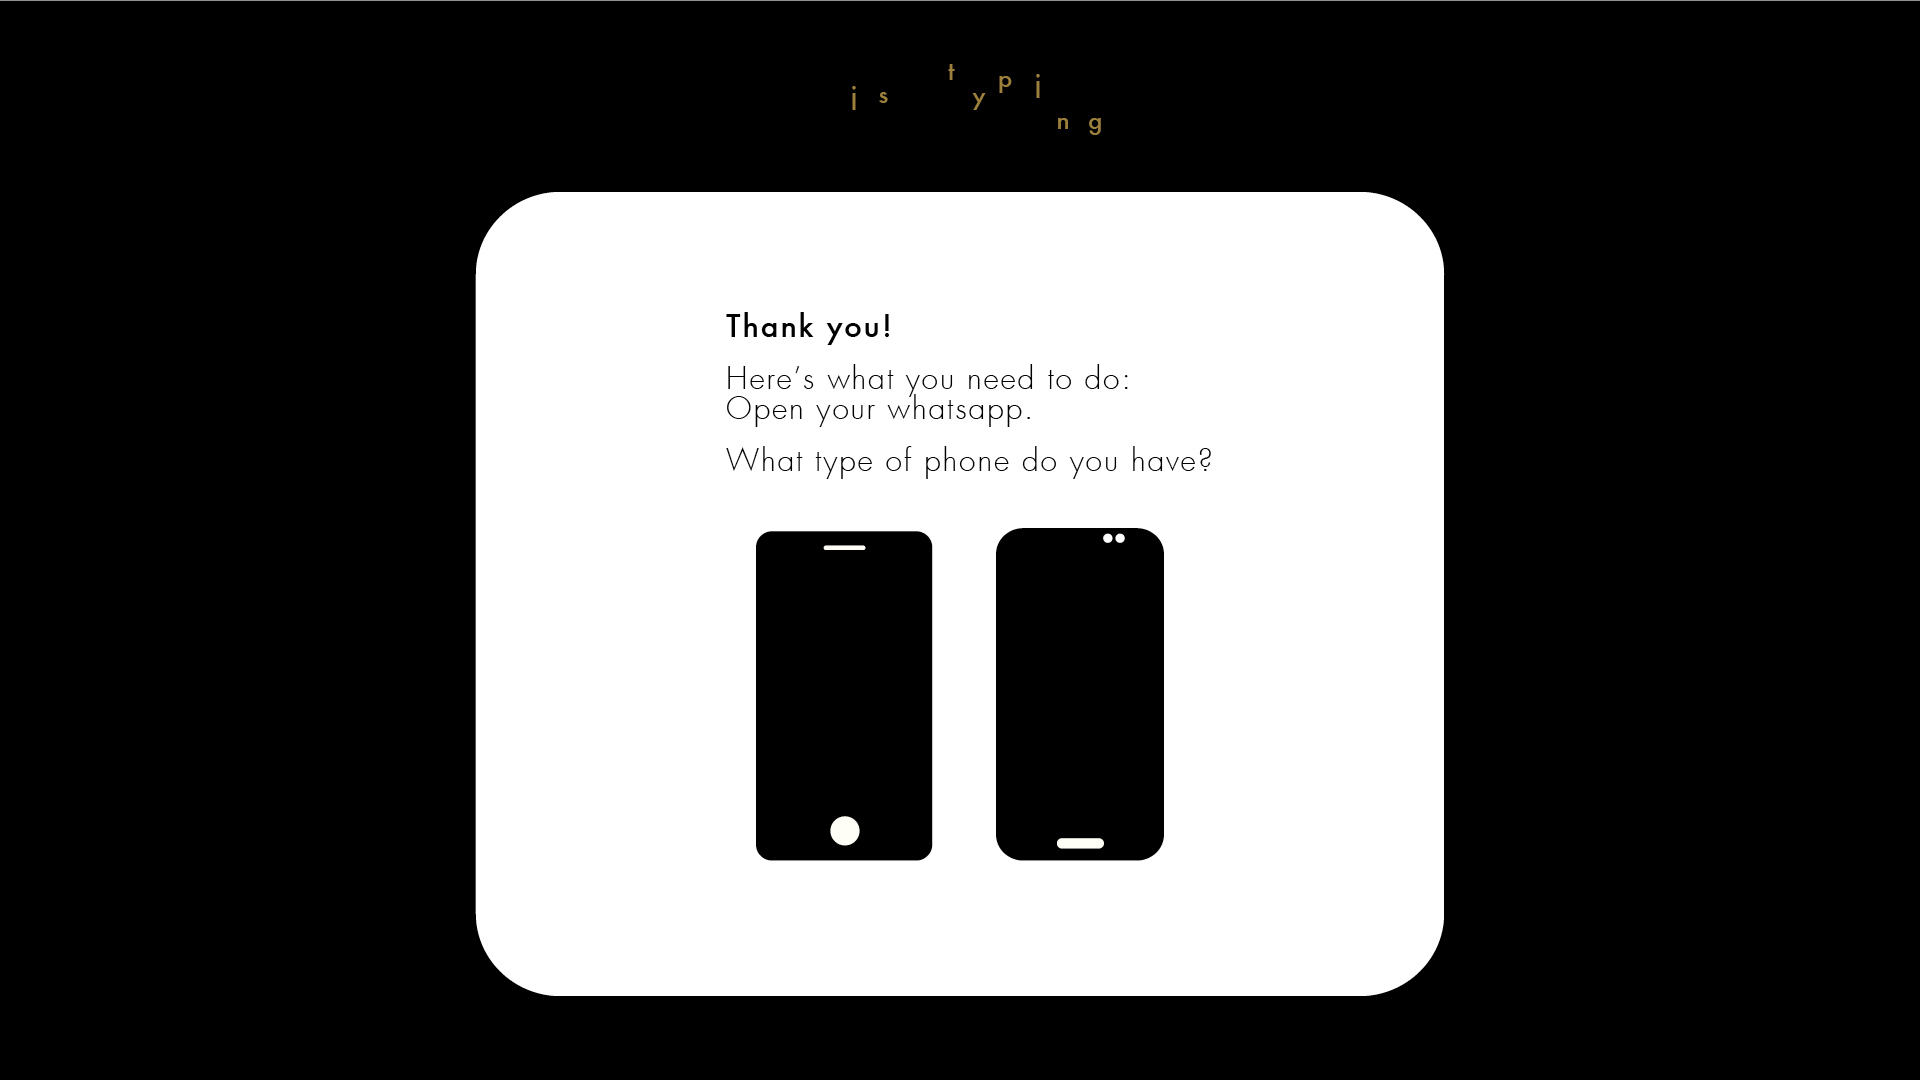 is typing
Thank you!
Here’s what you need to do:
Open your whatsapp.
What type of phone do you have?